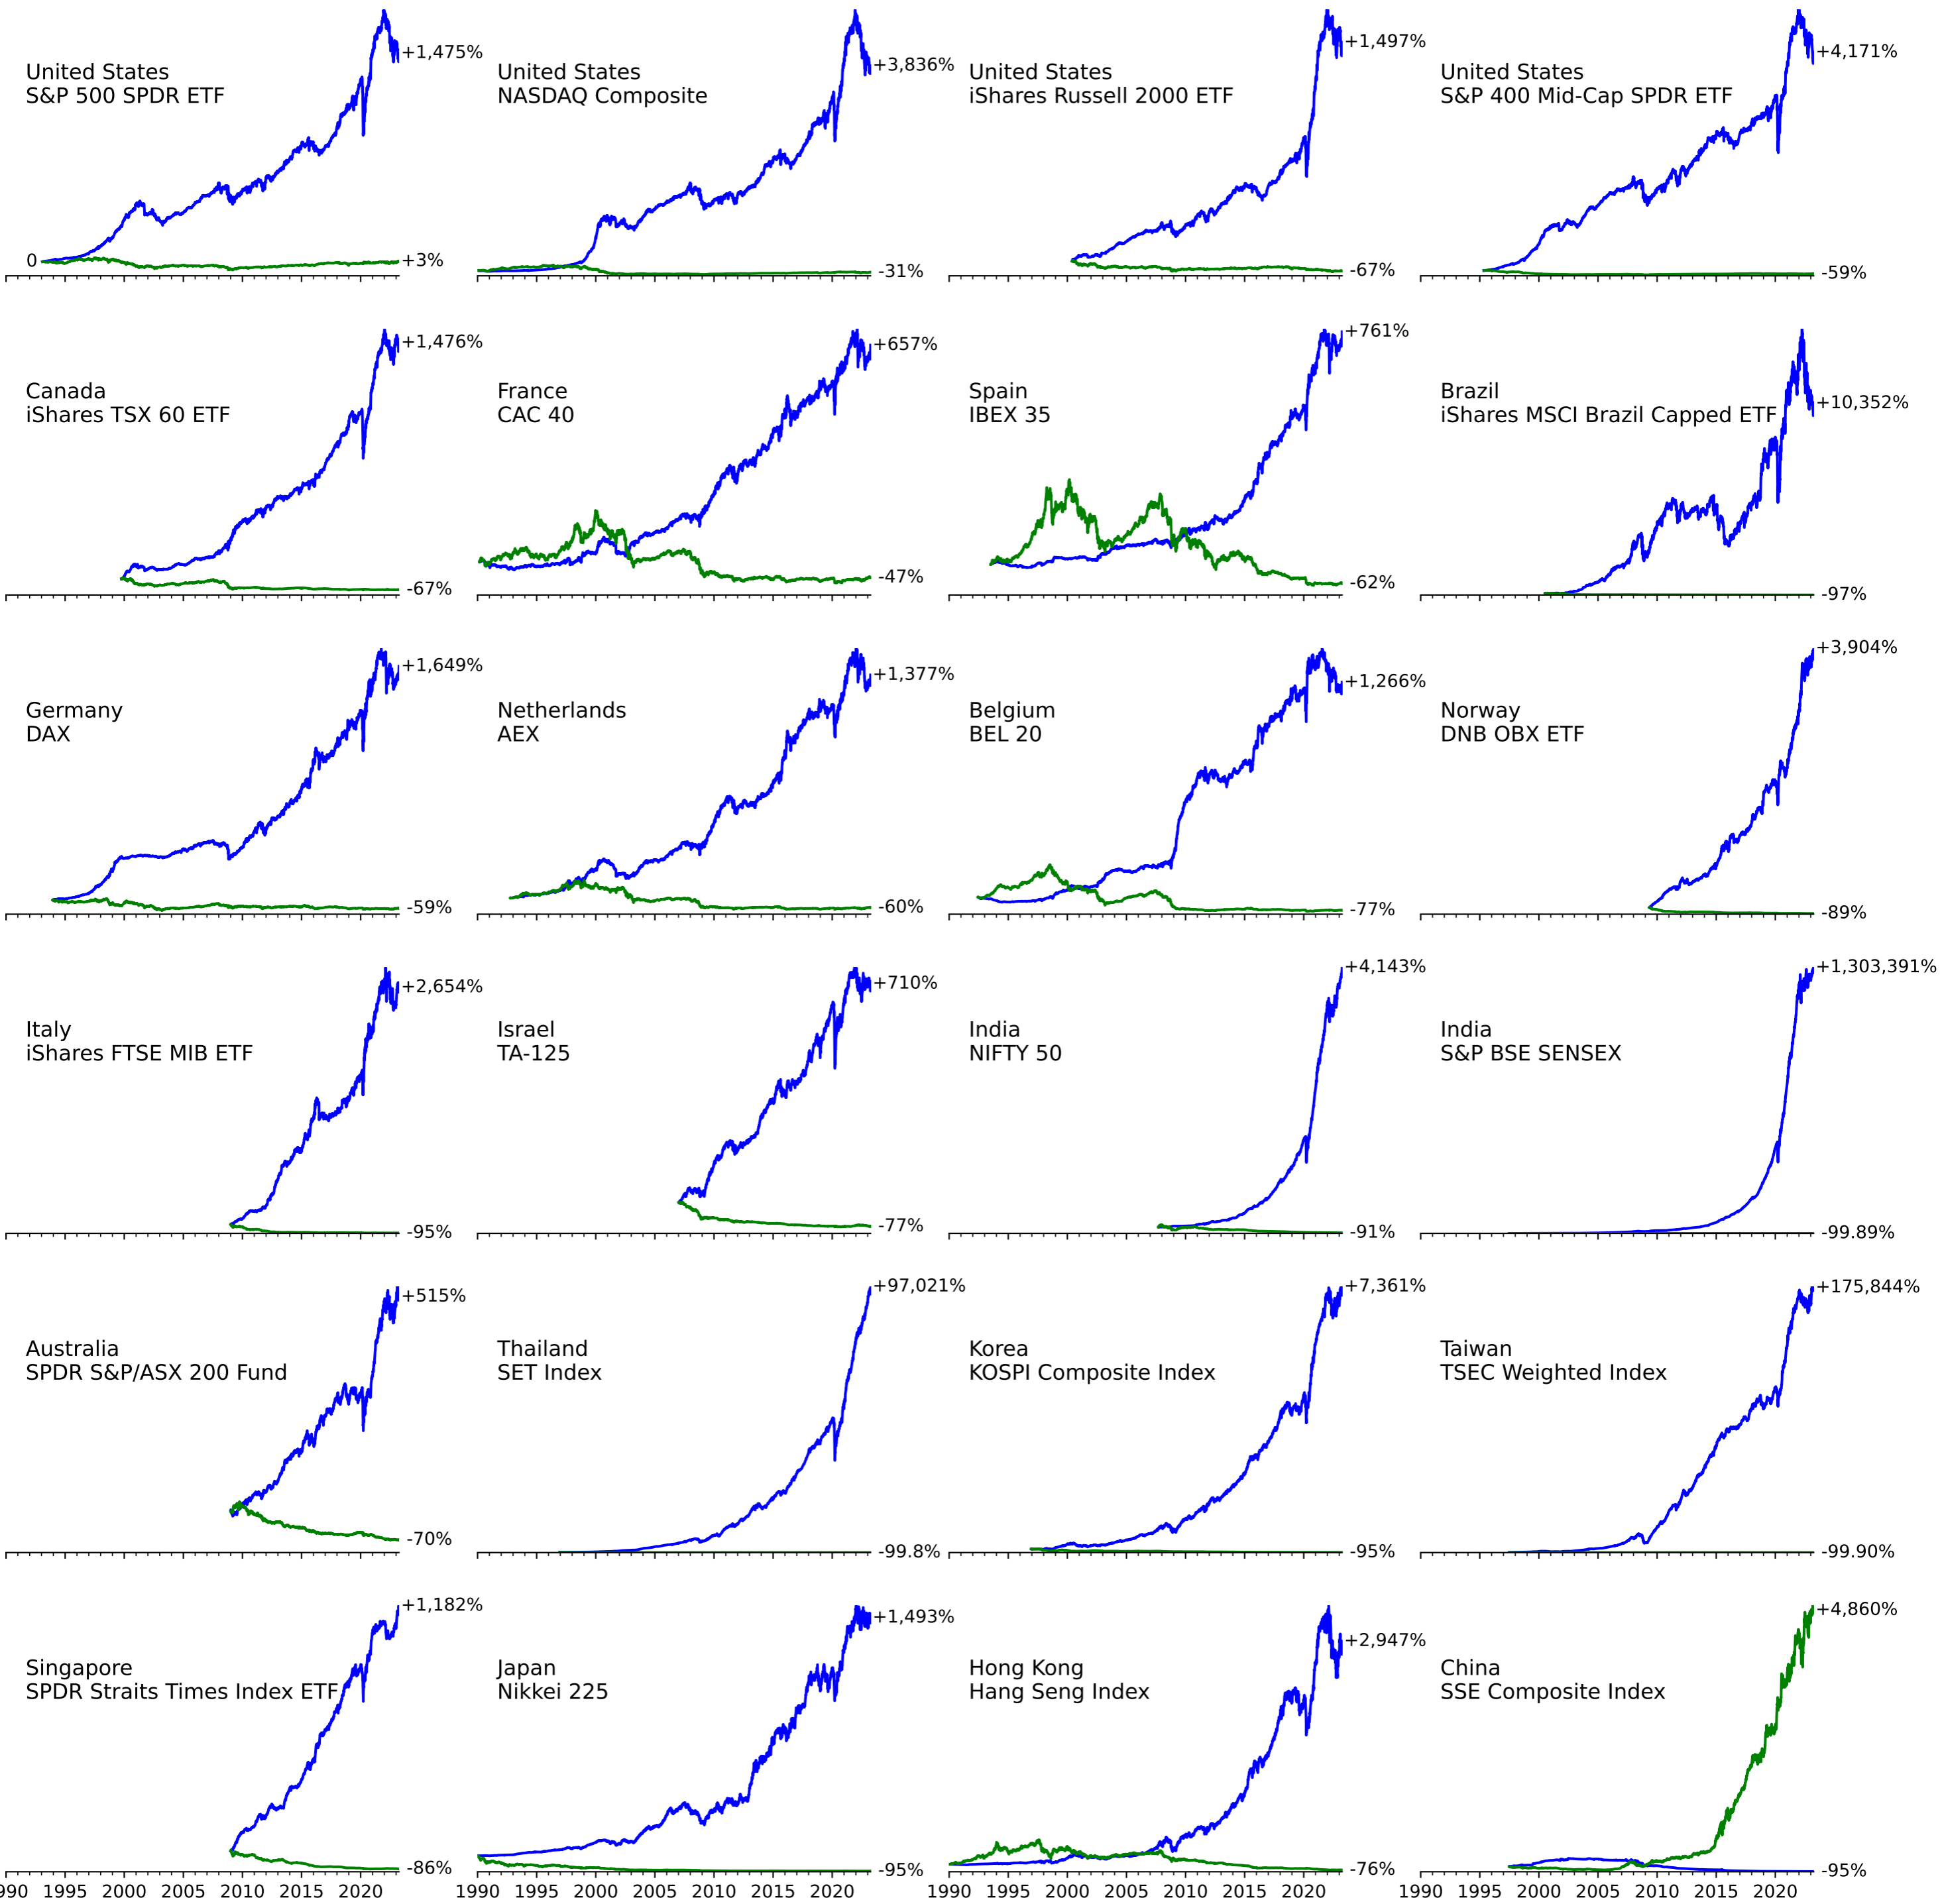 +1,475%
United States
S&P 500 SPDR ETF
0
+3%
+3,836%
United States
NASDAQ Composite
-31%
+1,497%
United States
iShares Russell 2000 ETF
-67%
+4,171%
United States
S&P 400 Mid-Cap SPDR ETF
-59%
+1,476%
Canada
iShares TSX 60 ETF
-67%
+657%
France
CAC 40
-47%
+761%
Spain
IBEX 35
-62%
Brazil
iShares MSCI Brazil Capped ETF
+10,352%
-97%
+1,649%
Germany
DAX
-59%
+1,377%
Netherlands
AEX
-60%
+1,266%
Belgium
BEL 20
-77%
+3,904%
Norway
DNB OBX ETF
-89%
+2,654%
Italy
iShares FTSE MIB ETF
-95%
+710%
Israel
TA-125
-77%
+4,143%
India
NIFTY 50
-91%
+1,303,391%
India
S&P BSE SENSEX
-99.89%
+515%
Australia
SPDR S&P/ASX 200 Fund
-70%
+97,021%
Thailand
SET Index
-99.8%
+7,361%
Korea
KOSPI Composite Index
-95%
+175,844%
Taiwan
TSEC Weighted Index
-99.90%
+1,182%
Singapore
SPDR Straits Times Index ETF
-86%
990 1995 2000 2005 2010 2015 2020
+1,493%
Japan
Nikkei 225
-95%
1990 1995 2000 2005 2010 2015 2020
+2,947%
Hong Kong
Hang Seng Index
-76%
1990 1995 2000 2005 2010 2015 2020
+4,860%
China
SSE Composite Index
-95%
1990 1995 2000 2005 2010 2015 2020